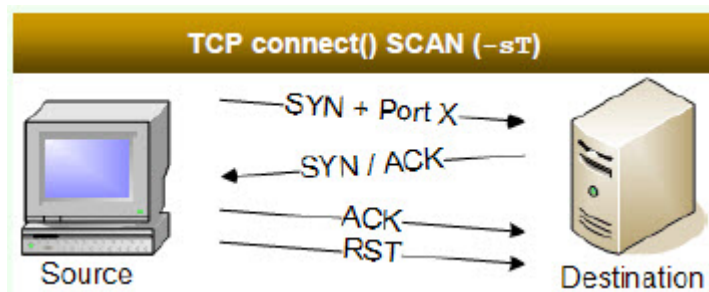 TCP connect() SCAN (-sT)
SYN + Port X
SYN / ACK
ACK
RST
Source
Destination